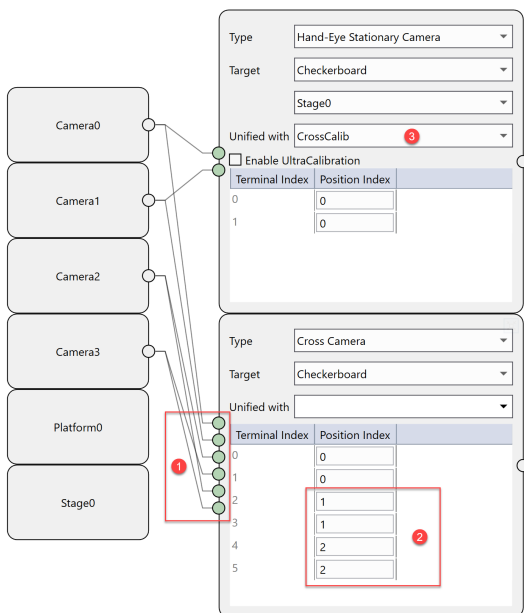 Camera0
Camera1
Camera2
Camera3
Platform0
Stage0
Type Hand-Eye Stationary Camera
Target Checkerboard
Stage0
Unified with CrossCalib 3
Enable UltraCalibration
Terminal Index Position Index
0 0
1 0
Type Cross Camera
Target Checkerboard
Unified with
Terminal Index Position Index
0 0
1 0
2 1
3 1
4 2
5 2
1
2